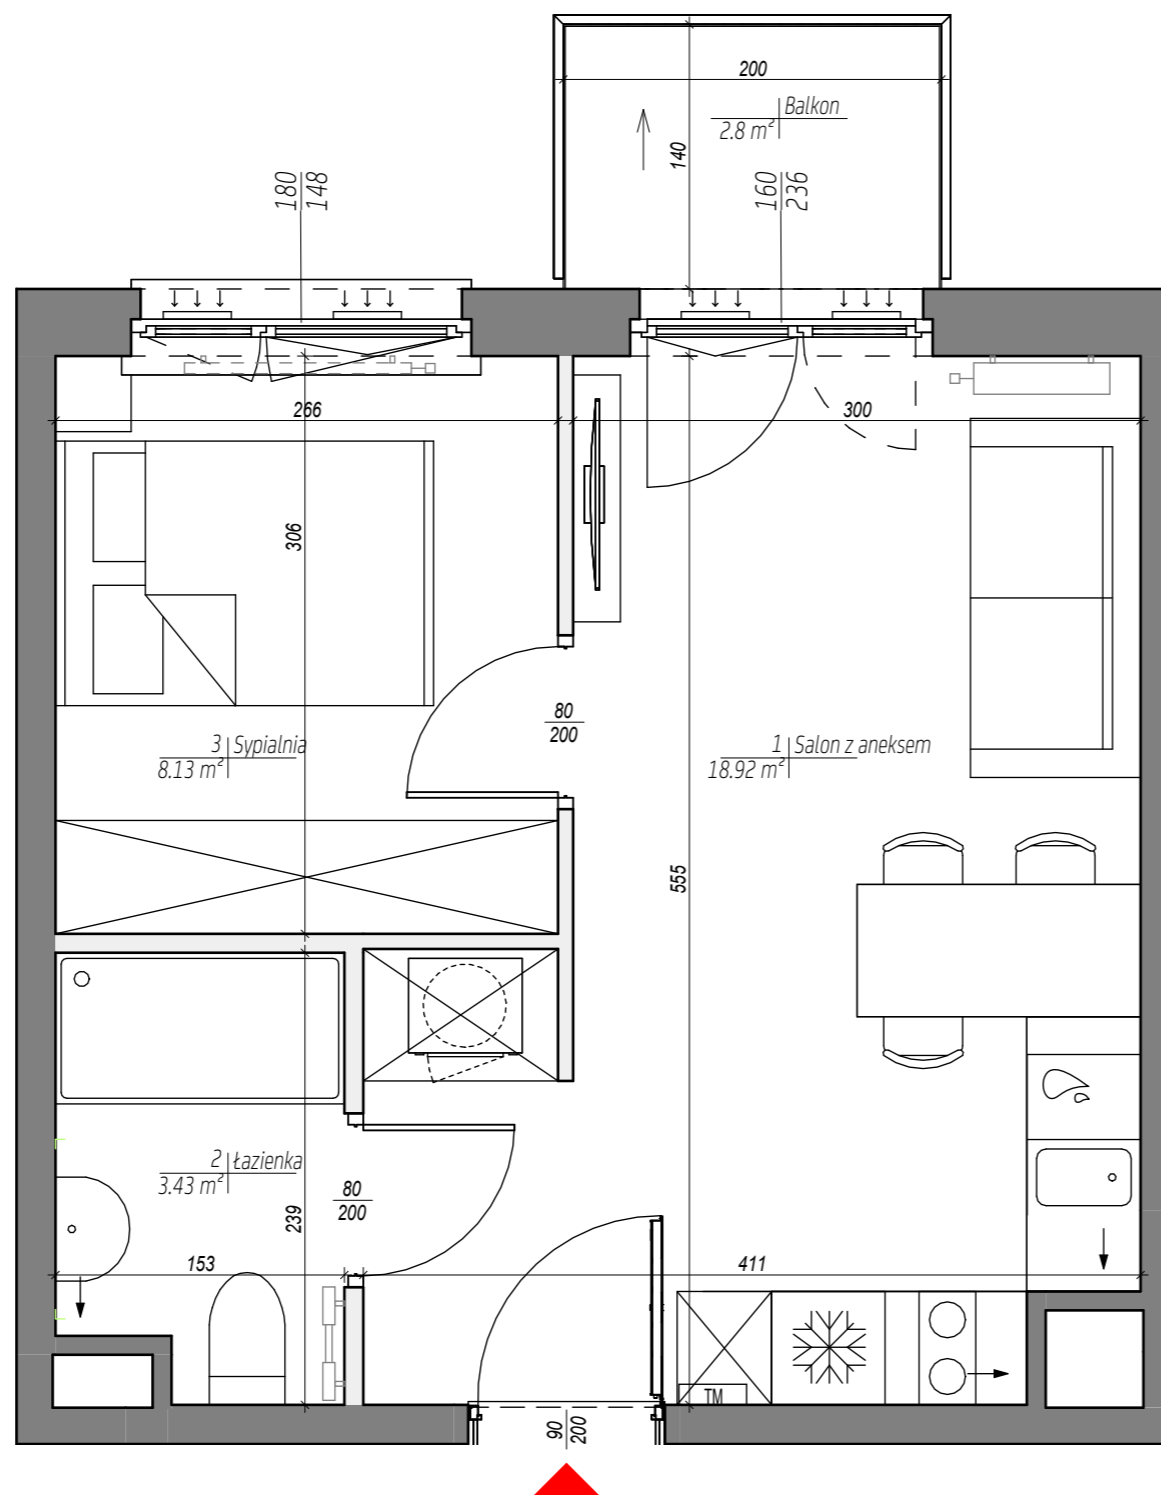 200
Balkon
2.8 m²
140
180
148
160
236
266
300
306
80
200
3 Sypialnia
8.13 m²
1 Salon z aneksem
18.92 m²
555
2 Łazienka
3.43 m²
80
200
239
153
411
TM
90
200